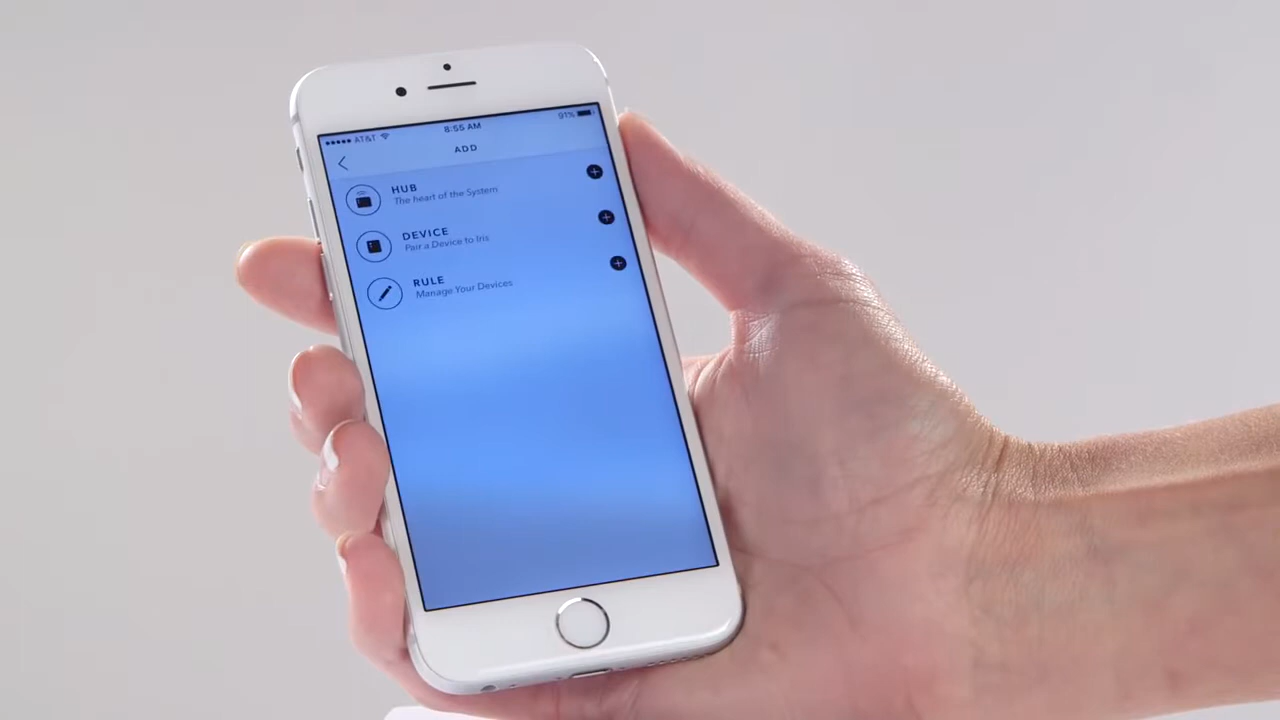 AT&T 8:55 AM 91%
ADD
HUB
The heart of the System
DEVICE
Pair a Device to Iris
RULE
Manage Your Devices